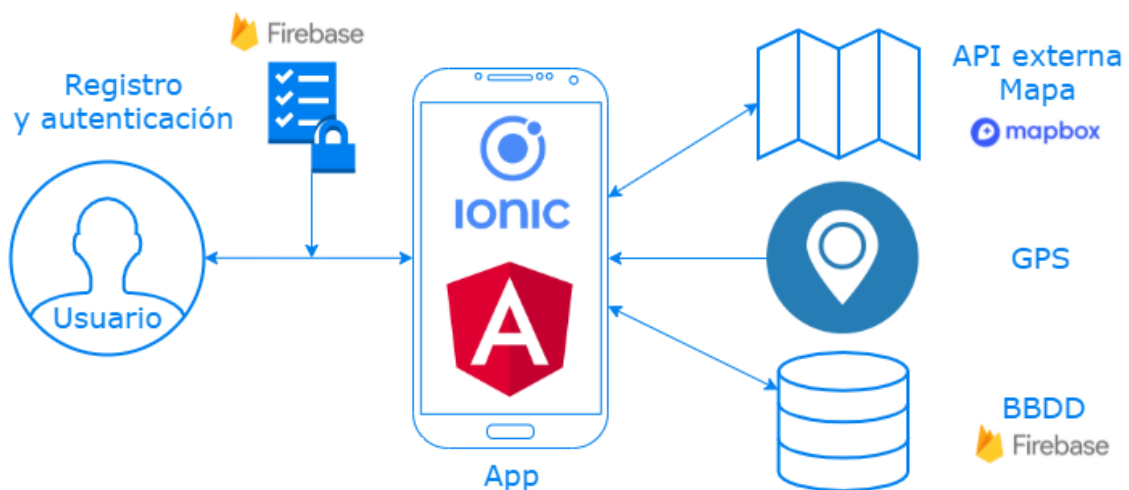 Firebase
Registro
y autenticación
Usuario
IONIC
A
App
API externa
Mapa
mapbox
GPS
BBDD
Firebase